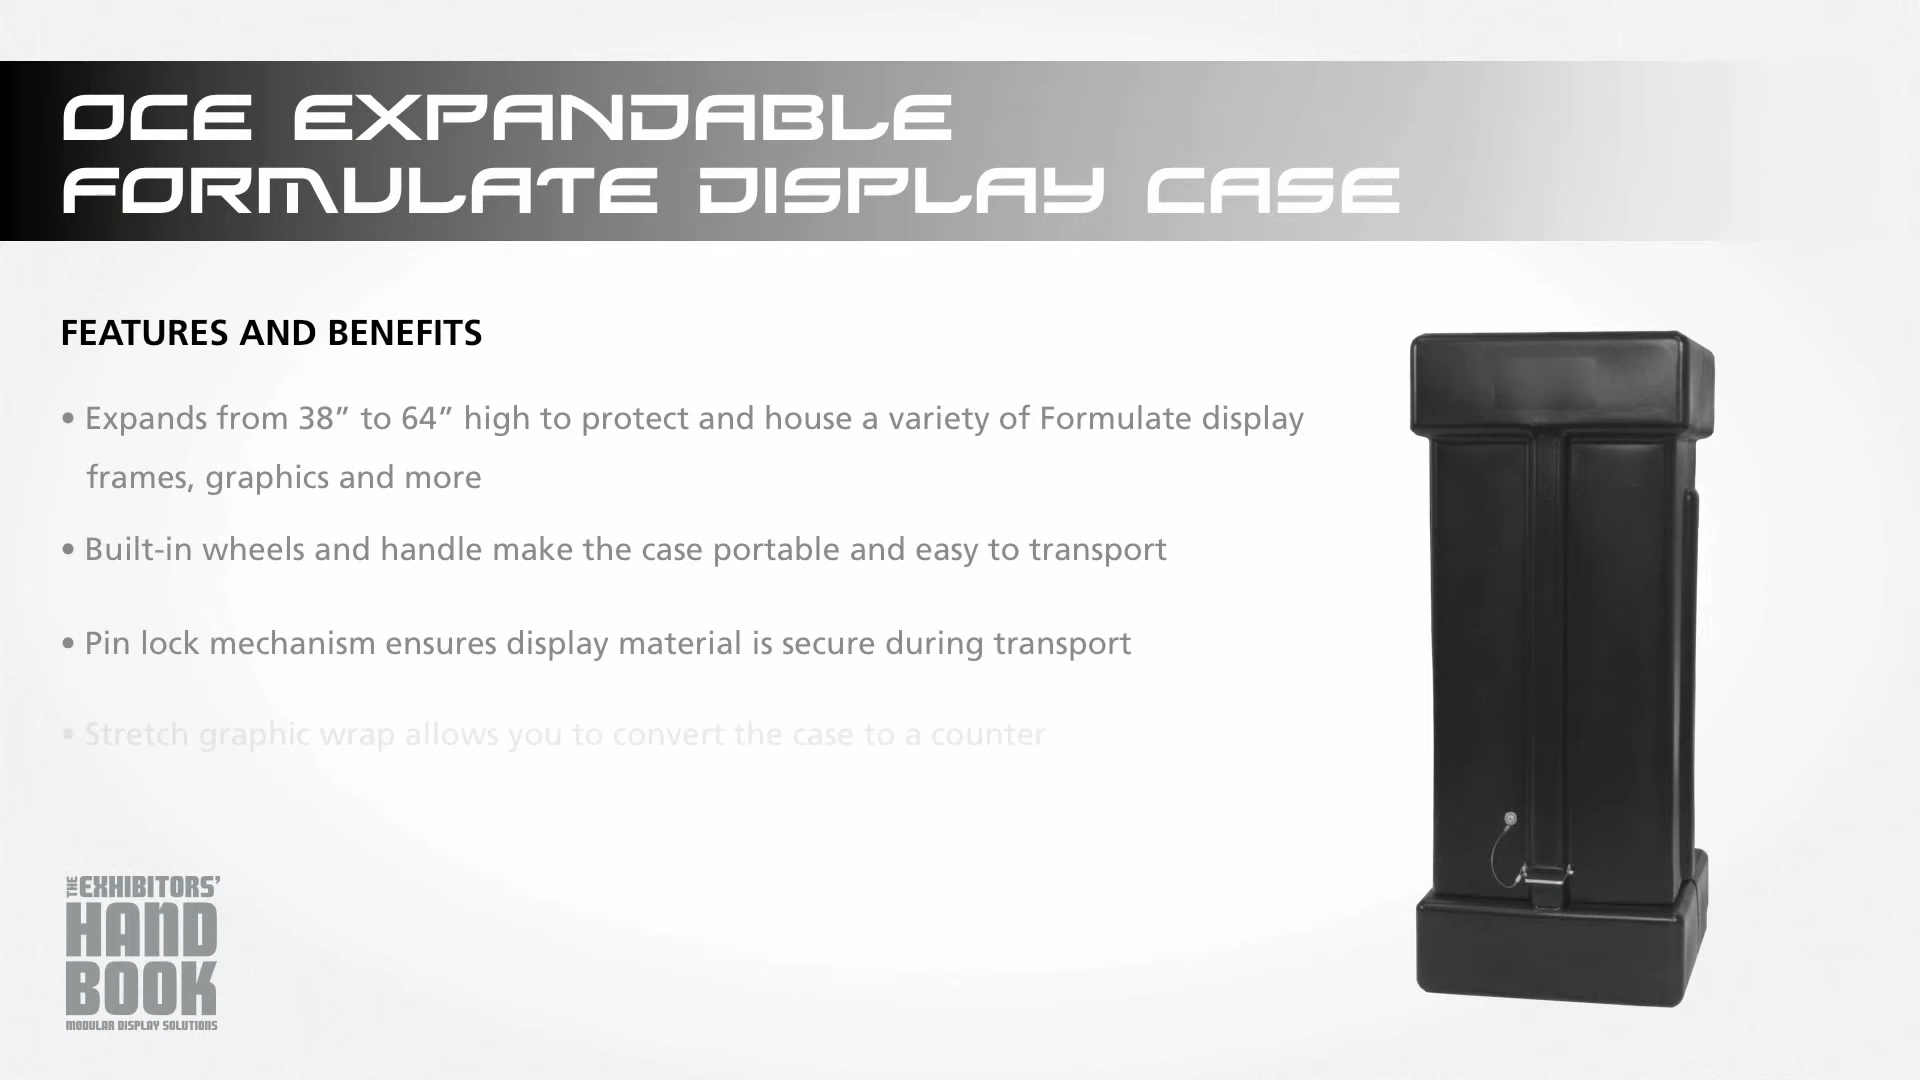 OCE EXPANDABLE
FORMULATE DISPLAY CASE
FEATURES AND BENEFITS
• Expands from 38” to 64” high to protect and house a variety of Formulate display
frames, graphics and more
• Built-in wheels and handle make the case portable and easy to transport
• Pin lock mechanism ensures display material is secure during transport
• Stretch graphic wrap allows you to convert the case to a counter
THE EXHIBITORS’
HAND
BOOK
MODULAR DISPLAY SOLUTIONS